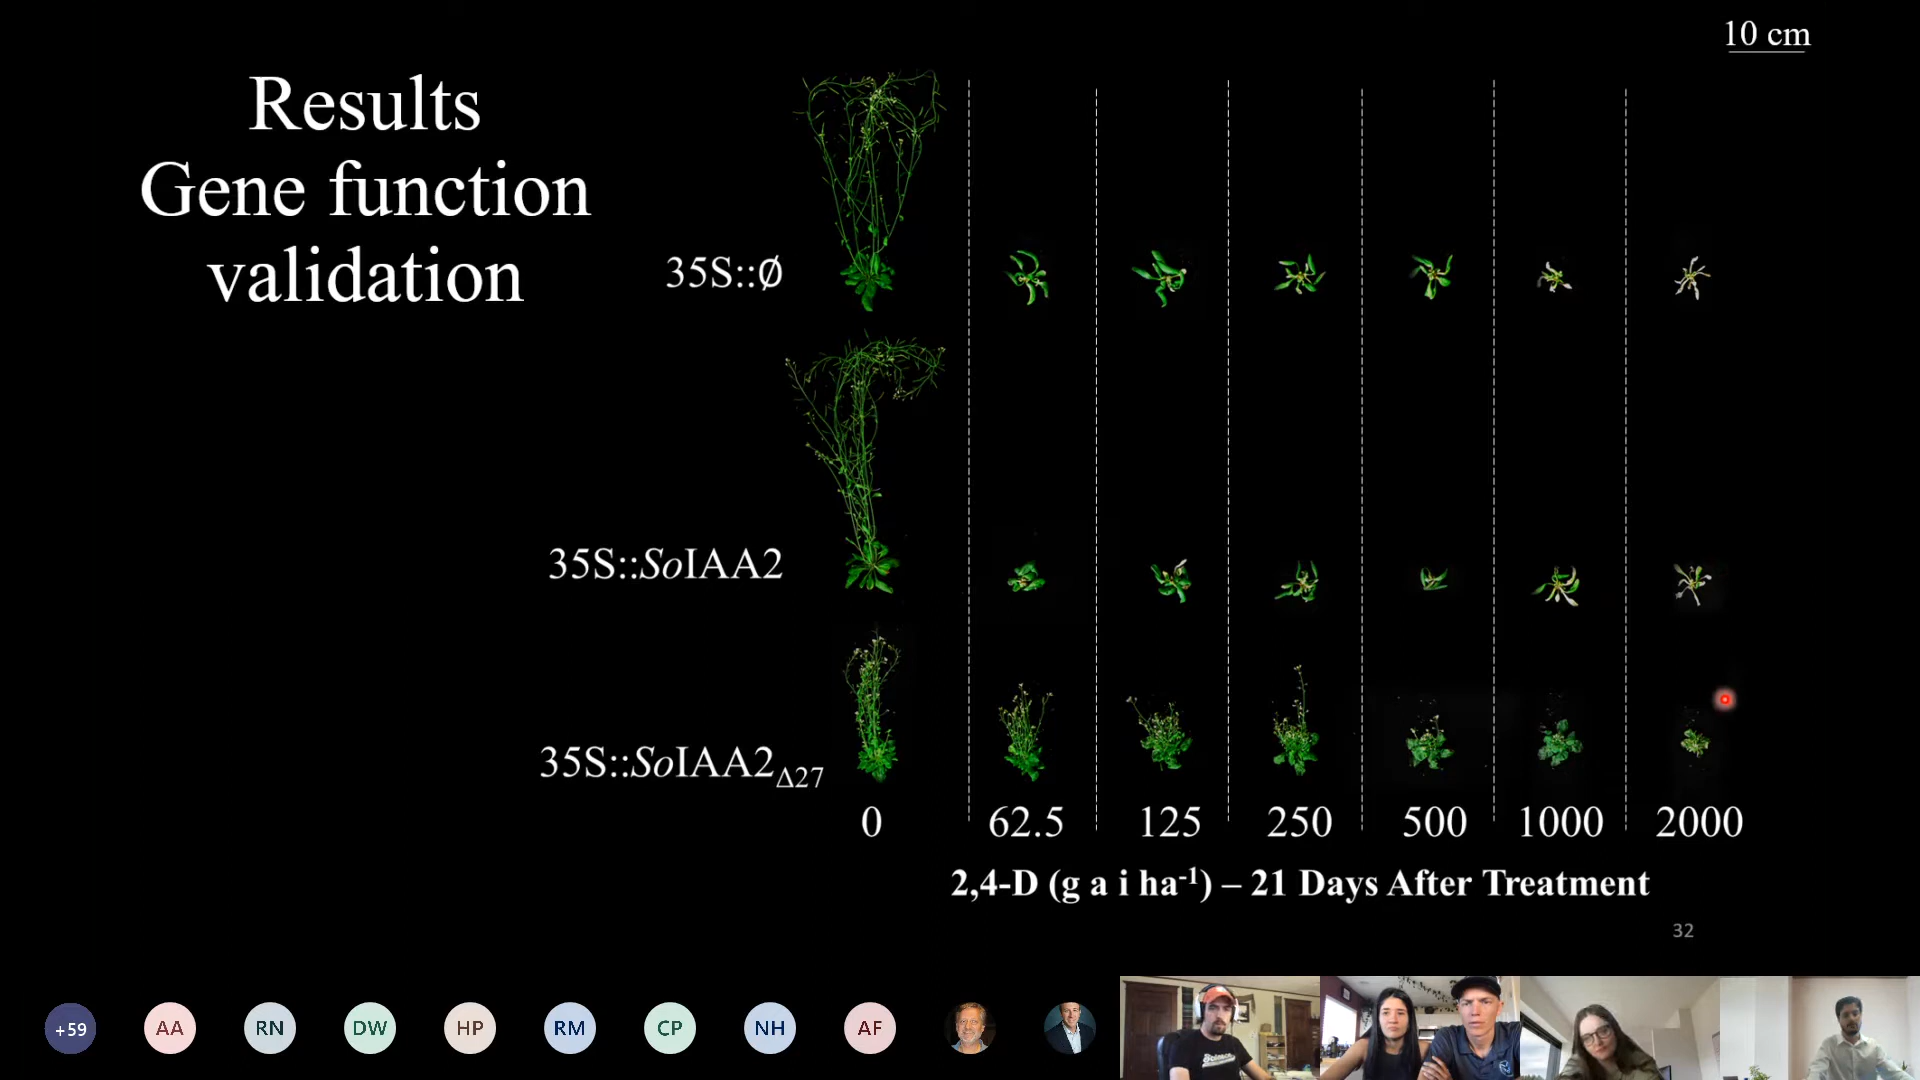 10 cm
Results
Gene function
validation
35S::Ø
35S::SoIAA2
35S::SoIAA2Δ27
0 62.5 125 250 500 1000 2000
2,4-D (g a i ha-1) – 21 Days After Treatment
32
+59 AA RN DW HP RM CP NH AF